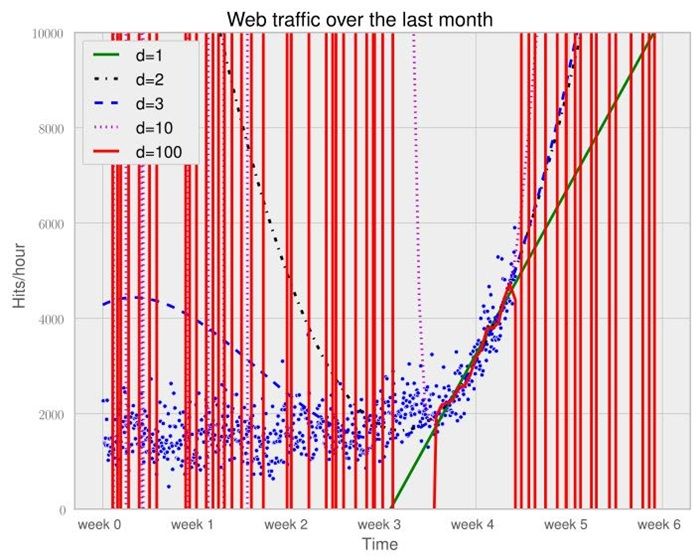 Web traffic over the last month
10000
8000
6000
4000
2000
0
Hits/hour
d=1
d=2
d=3
d=10
d=100
week 0 week 1 week 2 week 3 week 4 week 5 week 6
Time